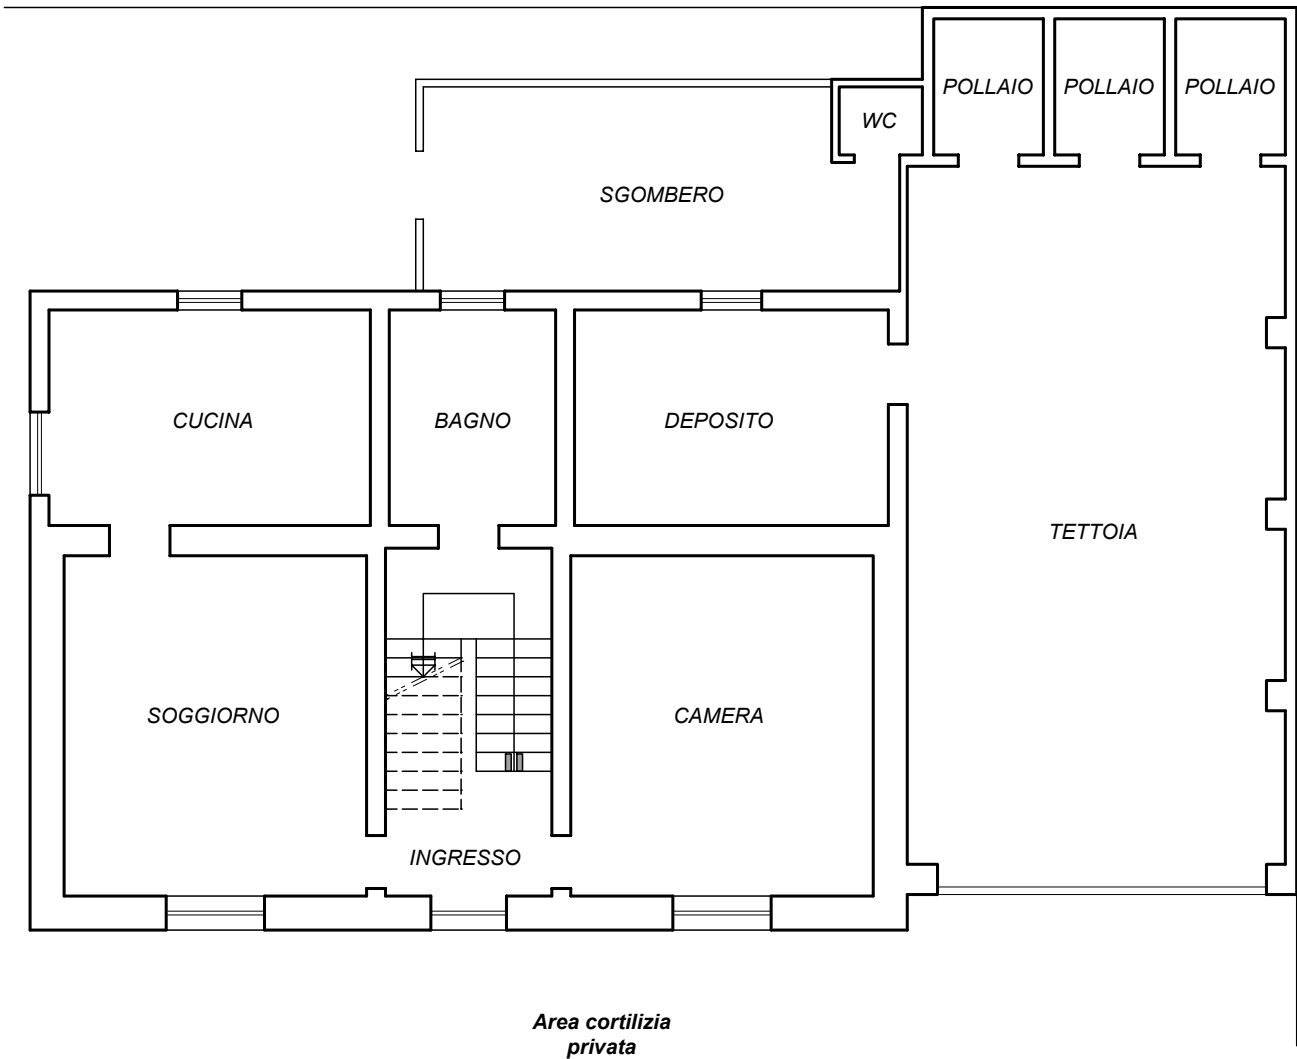 POLLAIO POLLAIO POLLAIO
WC
SGOMBERO
CUCINA BAGNO DEPOSITO
TETTOIA
SOGGIORNO CAMERA
INGRESSO
Area cortilizia
privata